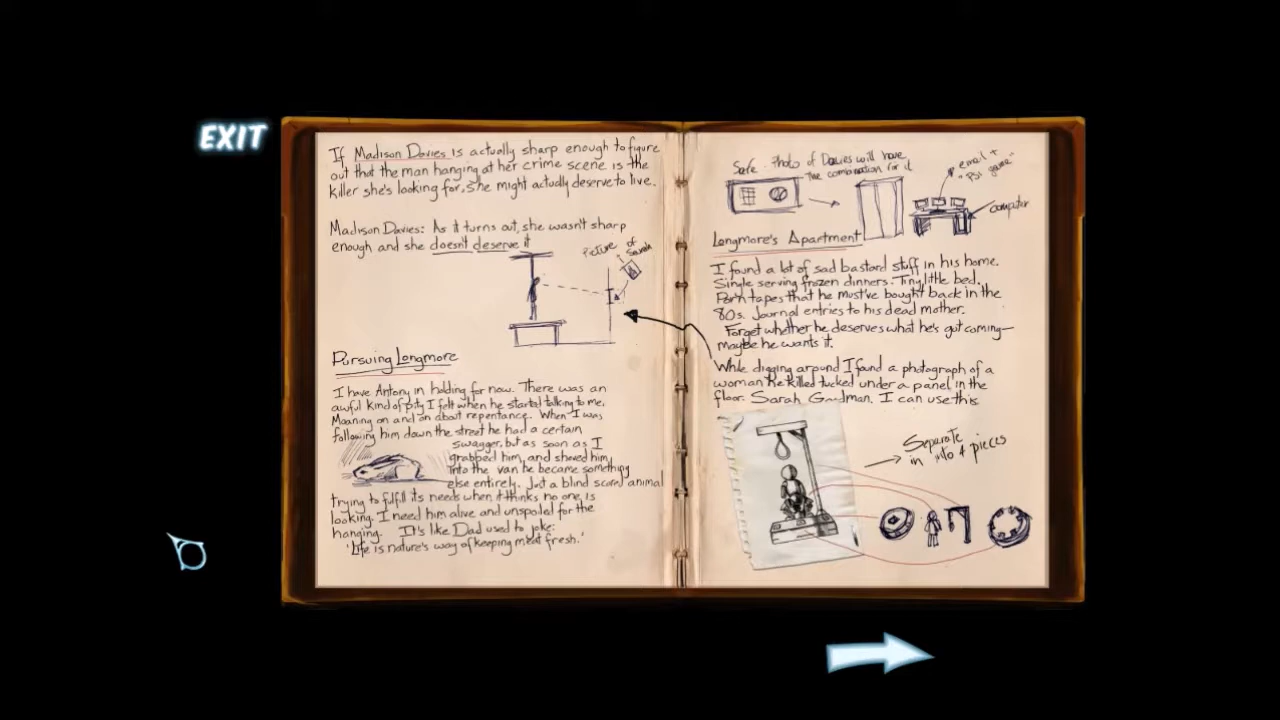 EXIT
If Madison Davies is actually sharp enough to figure
out that the man hanging at her crime scene is the
killer she's looking for, she might actually deserve to live.
Madison Davies: As it turns out, she wasn't sharp
enough and she doesn't deserve it
Picture of
Sarah
Pursuing Longmore
I have Antony in holding for now. There was an
awful kind of pity I felt when he started talking to me.
Moaning on and on about repentance. When I was
following him down the street he had a certain
swagger, but as soon as I
grabbed him, and shoved him
into the van he became something
else entirely. Just a blind scared animal
trying to fulfill its needs when it thinks no one is
looking. I need him alive and unspoiled for the
hanging. It's like Dad used to joke:
'Life is nature's way of keeping meat fresh.'
Safe - Photo of Davies will have
the combination for it
email +
"psi game"
computer
Longmore's Apartment
I found a lot of sad bastard stuff in his home.
Single serving frozen dinners. Tiny little bed.
Porn tapes that he must've bought back in the
80s. Journal entries to his dead mother.
Forget whether he deserves what he's got coming—
maybe he wants it.
While digging around I found a photograph of a
woman he killed tucked under a panel in the
floor. Sarah Goodman. I can use this
Separate
in into 4 pieces